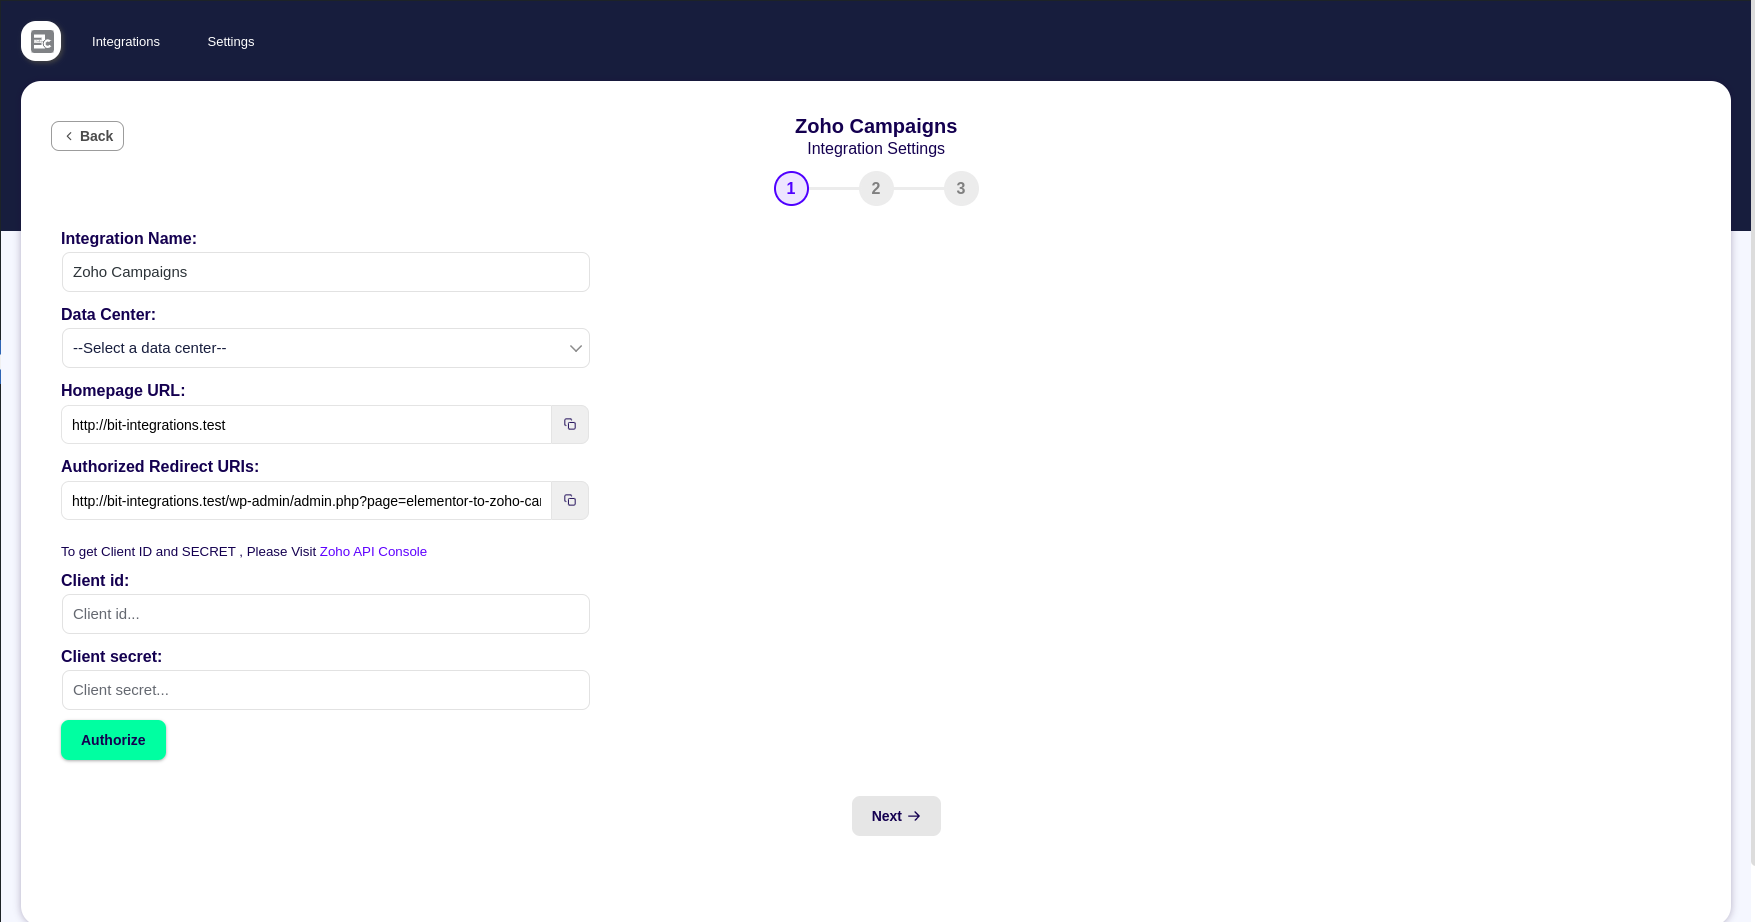 Integrations
Settings
Back
Zoho Campaigns
Integration Settings
1
2
3
Integration Name:
Zoho Campaigns
Data Center:
--Select a data center--
Homepage URL:
http://bit-integrations.test
Authorized Redirect URIs:
http://bit-integrations.test/wp-admin/admin.php?page=elementor-to-zoho-ca
To get Client ID and SECRET , Please Visit Zoho API Console
Client id:
Client id...
Client secret:
Client secret...
Authorize
Next